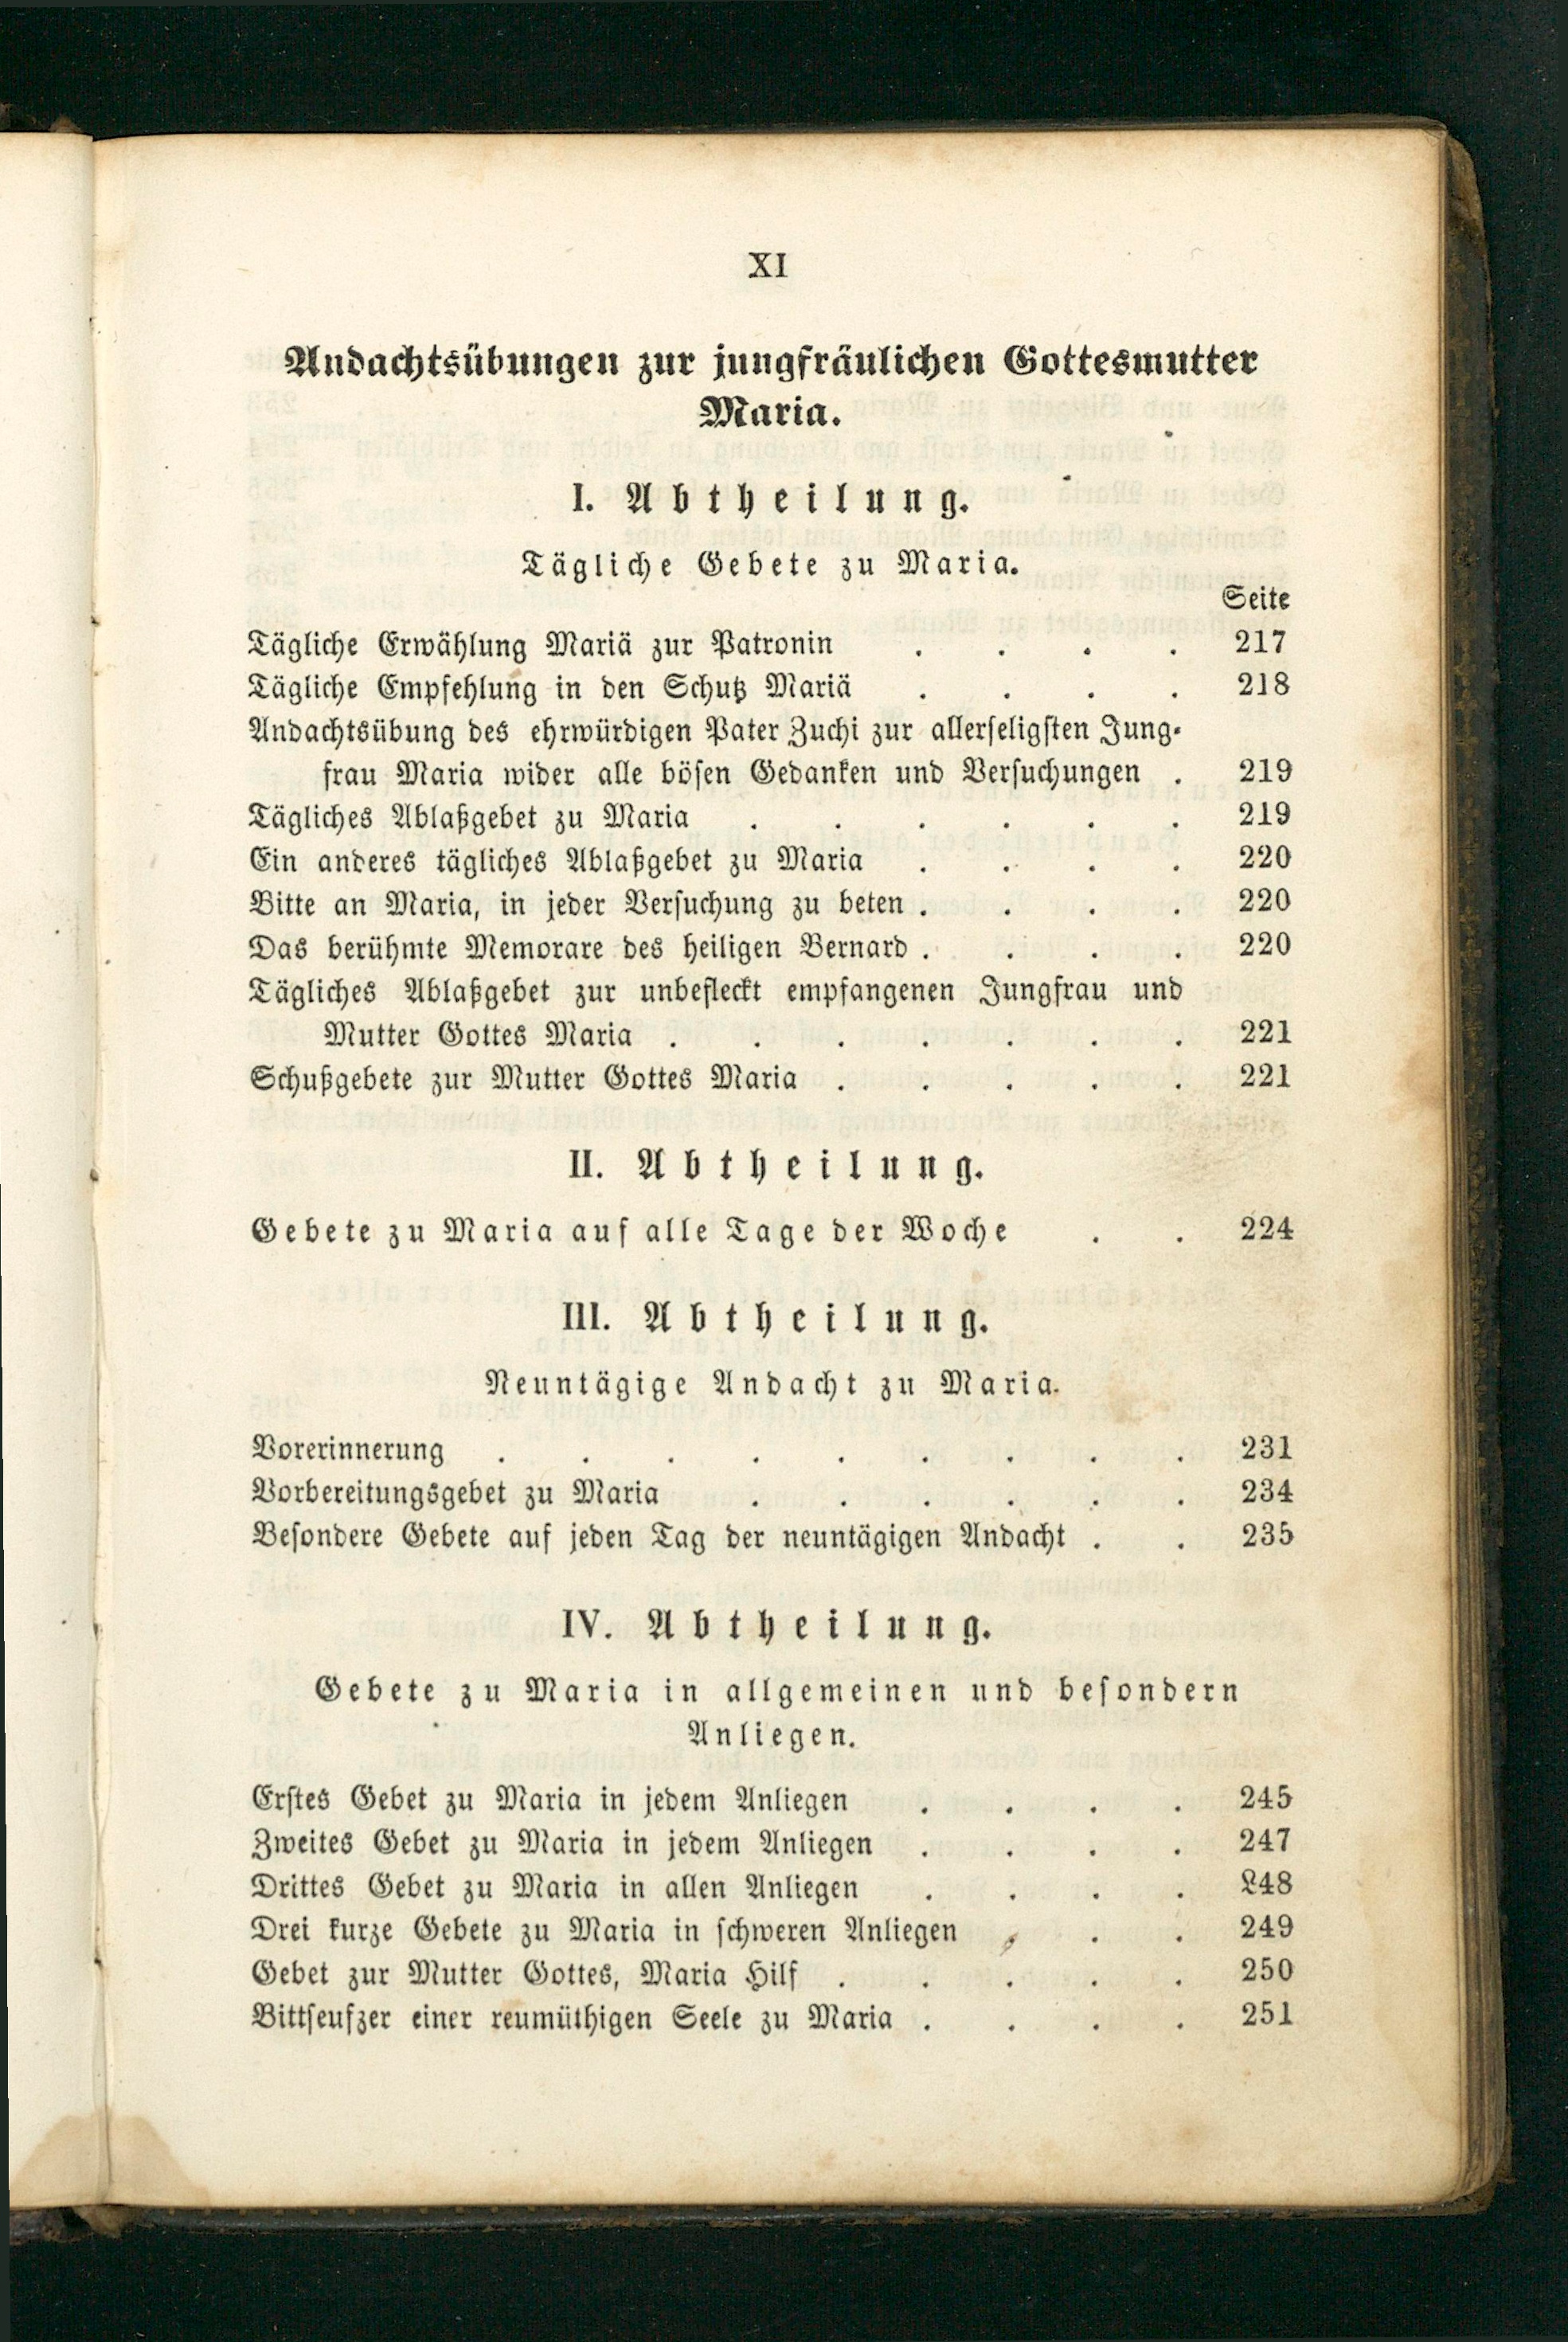 XI
Andachtsübungen zur jungfräulichen Gottesmutter
Maria.
I. Abtheilung.
Tägliche Gebete zu Maria.
Seite
Tägliche Erwählung Mariä zur Patronin . . . . 217
Tägliche Empfehlung in den Schutz Mariä . . . . 218
Andachtsübung des ehrwürdigen Pater Zuchi zur allerseligsten Jung-
frau Maria wider alle bösen Gedanken und Versuchungen . 219
Tägliches Ablaßgebet zu Maria . . . . . . 219
Ein anderes tägliches Ablaßgebet zu Maria . . . . 220
Bitte an Maria, in jeder Versuchung zu beten . . . . 220
Das berühmte Memorare des heiligen Bernard . . . . 220
Tägliches Ablaßgebet zur unbefleckt empfangenen Jungfrau und
Mutter Gottes Maria . . . . . . . 221
Schußgebete zur Mutter Gottes Maria . . . . . 221
II. Abtheilung.
Gebete zu Maria auf alle Tage der Woche . . 224
III. Abtheilung.
Neuntägige Andacht zu Maria.
Vorerinnerung . . . . . . . . . 231
Vorbereitungsgebet zu Maria . . . . . . 234
Besondere Gebete auf jeden Tag der neuntägigen Andacht . . 235
IV. Abtheilung.
Gebete zu Maria in allgemeinen und besondern
Anliegen.
Erstes Gebet zu Maria in jedem Anliegen . . . . 245
Zweites Gebet zu Maria in jedem Anliegen . . . . 247
Drittes Gebet zu Maria in allen Anliegen . . . . 248
Drei kurze Gebete zu Maria in schweren Anliegen . . . 249
Gebet zur Mutter Gottes, Maria Hilf . . . . . 250
Bittseufzer einer reumüthigen Seele zu Maria . . . . 251